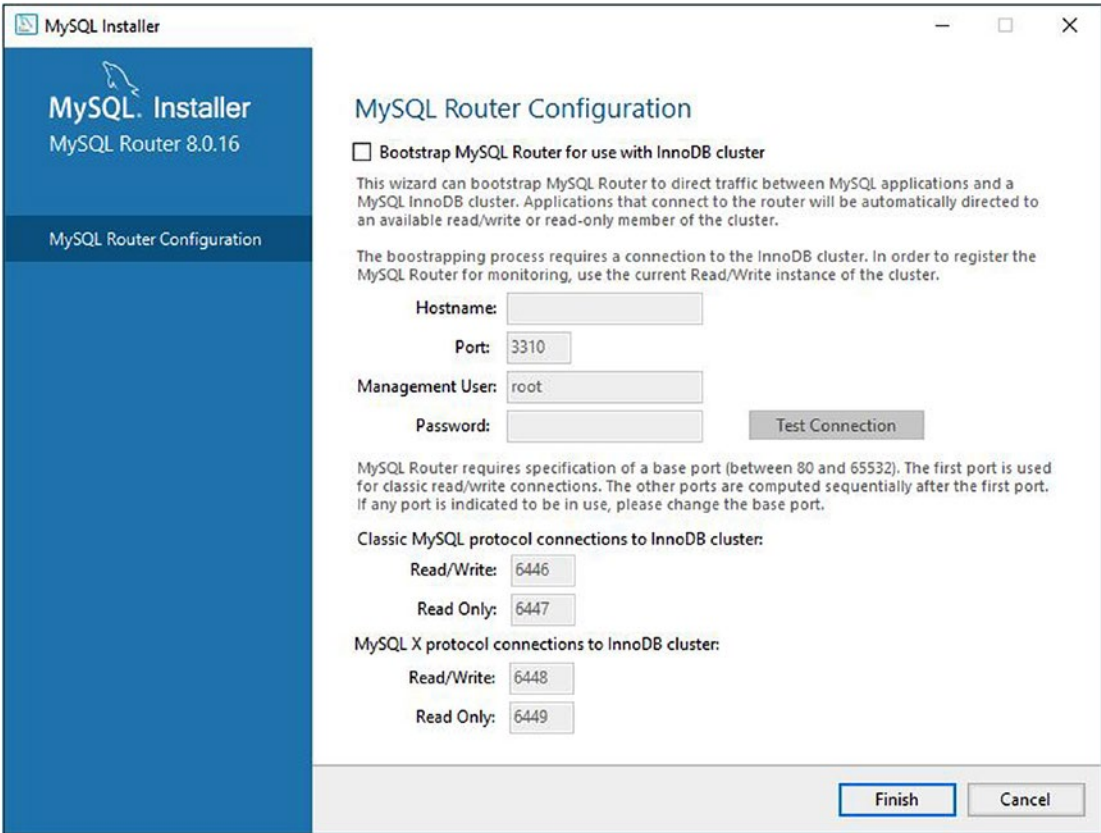 MySQL Installer
MySQL. Installer
MySQL Router 8.0.16
MySQL Router Configuration
MySQL Router Configuration
Bootstrap MySQL Router for use with InnoDB cluster
This wizard can bootstrap MySQL Router to direct traffic between MySQL applications and a
MySQL InnoDB cluster. Applications that connect to the router will be automatically directed to
an available read/write or read-only member of the cluster.
The boostrapping process requires a connection to the InnoDB cluster. In order to register the
MySQL Router for monitoring, use the current Read/Write instance of the cluster.
Hostname:
Port: 3310
Management User: root
Password: Test Connection
MySQL Router requires specification of a base port (between 80 and 65532). The first port is used
for classic read/write connections. The other ports are computed sequentially after the first port.
If any port is indicated to be in use, please change the base port.
Classic MySQL protocol connections to InnoDB cluster:
Read/Write: 6446
Read Only: 6447
MySQL X protocol connections to InnoDB cluster:
Read/Write: 6448
Read Only: 6449
Finish Cancel